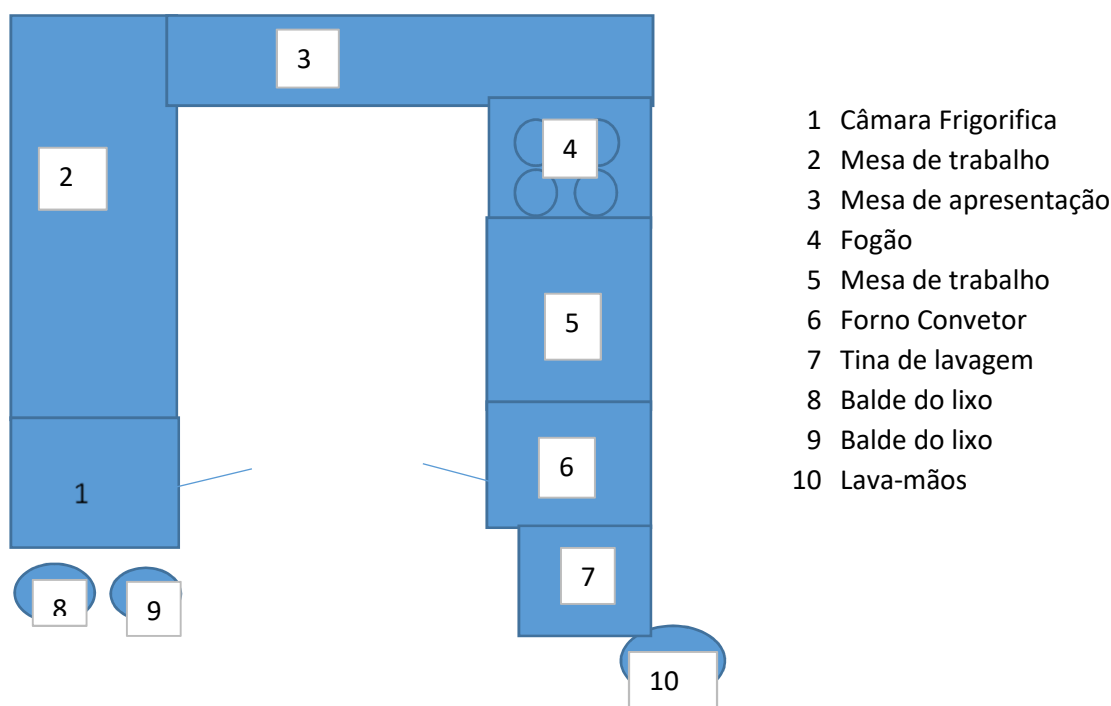 3
4
2
5
6
1
7
8
9
10
1 Câmara Frigorifica
2 Mesa de trabalho
3 Mesa de apresentação
4 Fogão
5 Mesa de trabalho
6 Forno Convetor
7 Tina de lavagem
8 Balde do lixo
9 Balde do lixo
10 Lava-mãos